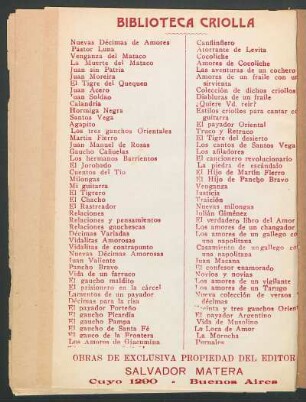 BIBLIOTECA CRIOLLA
Nuevas Décimas de Amores
Pastor Luna
Venganza del Mataco
La Muerte del Mataco
Juan sin Patria
Juan Moreira
El Tigre del Quequen
Juan Acero
Juan Soldao
Calandria
Hormiga Negra
Santos Vega
Agapito
Los tres gauchos Orientales
Martin Fierro
Juan Manuel de Rosas
Gaucho Cañuelas
Los hermanos Barrientos
El Jorobado
Cuentos del Tio
Milongas
Mi guitarra
El Tigrero
El Chacho
El Rastreador
Relaciones
Relaciones y pensamientos
Relaciones gauchescas
Décimas Variadas
Vidalitas Amorosas
Vidalitas de contrapunto
Nuevas Décimas Amorosas
Juan Valiente
Pancho Bravo
Vida de un farraco
El gaucho maldito
El prisionero en la cárcel
Lamentos de un payador
Décimas para la risa
El payador Porteño
El gaucho Picardía
El gaucho Pampa
El gaucho de Santa Fé
El gaucho de la Frontera
Los Amores de Giacumina
Canfinflero
Aberturas de Levita
Cocoliche
Amores de Cocoliche
Las aventuras de un cochero
Amores de un fraile con una
sirvienta
Colección de dichos criollos
Diabluras de un fraile
¿Quiere Vd. reir?
Estilos criollos para cantar con
guitarra
El payador Oriental
Truco y Retruco
El Tigre del desierto
Los cantos de Santos Vega
Los afiladores
El cancionero revolucionario
La piedra de escándalo
El Hijo de Martin Fierro
El Hijo de Pancho Bravo
Venganza
Justicia
Traición
Nuevas milongas
Julián Giménez
El verdadero libro del Amor
Los amores de un changador
Los amores de un gallego con
una napolitana
Casamiento de un gallego con
una napolitana
Juan Macana
El confesor enamorado
Novios y novias
Los amores de un vigilante
Los amores de un Tarugo
Nueva colección de versos y
décimas
Treinta y tres gauchos Orientales
El payador Argentino
Vida de Musolino
La Loca de Amor
La Morocha
Pernales
OBRAS DE EXCLUSIVA PROPIEDAD DEL EDITOR
SALVADOR MATERA
Cuyo 1290 - Buenos Aires